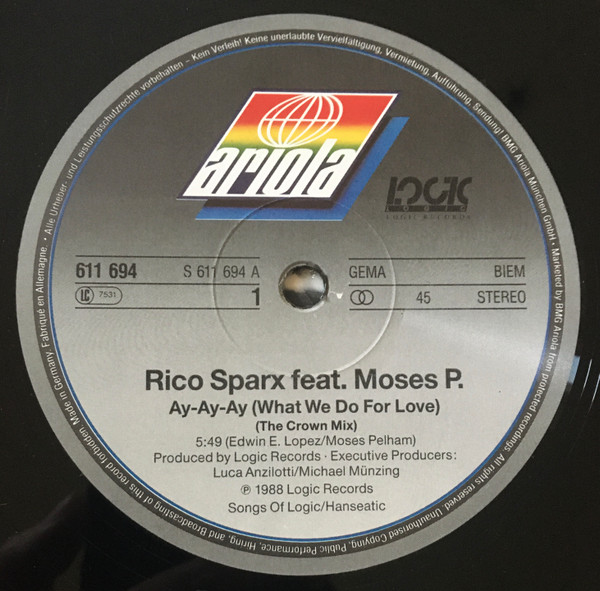 Alle Urheber- und Leistungsschutzrechte vorbehalten – Kein Verleih! Keine unerlaubte Vervielfältigung, Vermietung, Aufführung, Sendung! BMG Ariola München GmbH · Marketed by BMG Ariola from protected recordings. All rights reserved. Unauthorised Copying, Public Performance, Hiring, and Broadcasting of this record forbidden. Made in Germany. Fabriqué en Allemagne. ·
ariola
LOGIC
LOGIC
LOGIC RECORDS
611 694 S 611 694 A GEMA BIEM
LC 7531 1 45 STEREO
Rico Sparx feat. Moses P.
Ay-Ay-Ay (What We Do For Love)
(The Crown Mix)
5:49 (Edwin E. Lopez/Moses Pelham)
Produced by Logic Records · Executive Producers:
Luca Anzilotti/Michael Münzing
℗ 1988 Logic Records
Songs Of Logic/Hanseatic